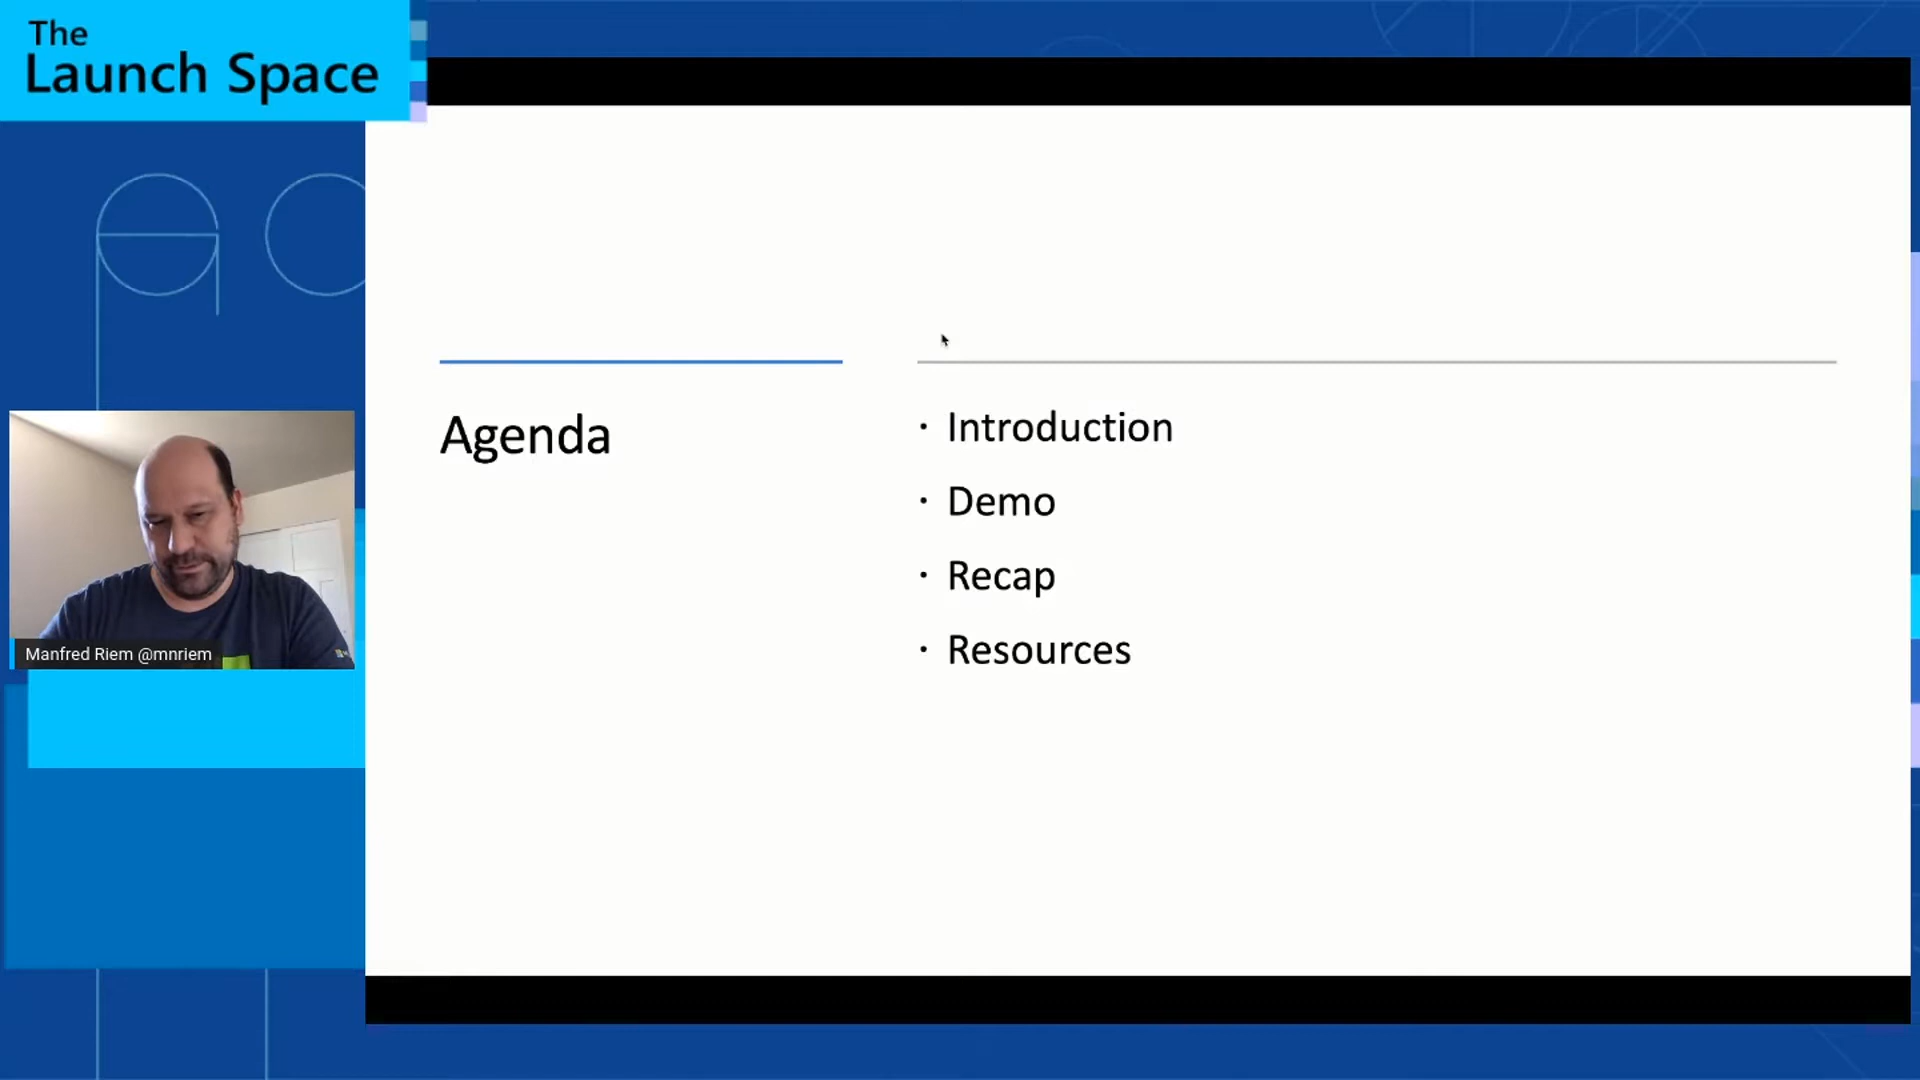 The
Launch Space
Agenda
· Introduction
· Demo
· Recap
· Resources
Manfred Riem @mnriem